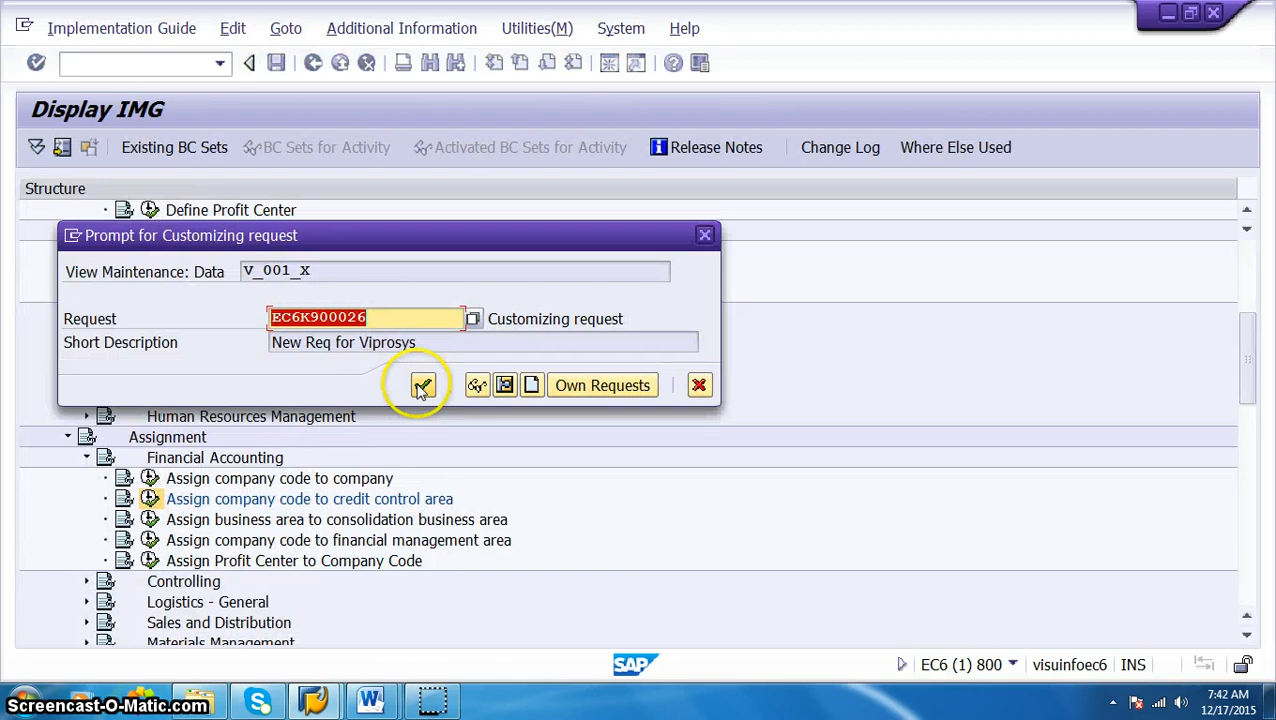 Implementation Guide Edit Goto Additional Information Utilities(M) System Help
Display IMG
Existing BC Sets BC Sets for Activity Activated BC Sets for Activity Release Notes Change Log Where Else Used
Structure
Define Profit Center
Prompt for Customizing request
View Maintenance: Data V_001_X
Request EC6K900026 Customizing request
Short Description New Req for Viprosys
Own Requests
Human Resources Management
Assignment
Financial Accounting
Assign company code to company
Assign company code to credit control area
Assign business area to consolidation business area
Assign company code to financial management area
Assign Profit Center to Company Code
Controlling
Logistics - General
Sales and Distribution
Materials Management
SAP EC6 (1) 800 visuinfoec6 INS
Screencast-O-Matic.com
7:42 AM
12/17/2015